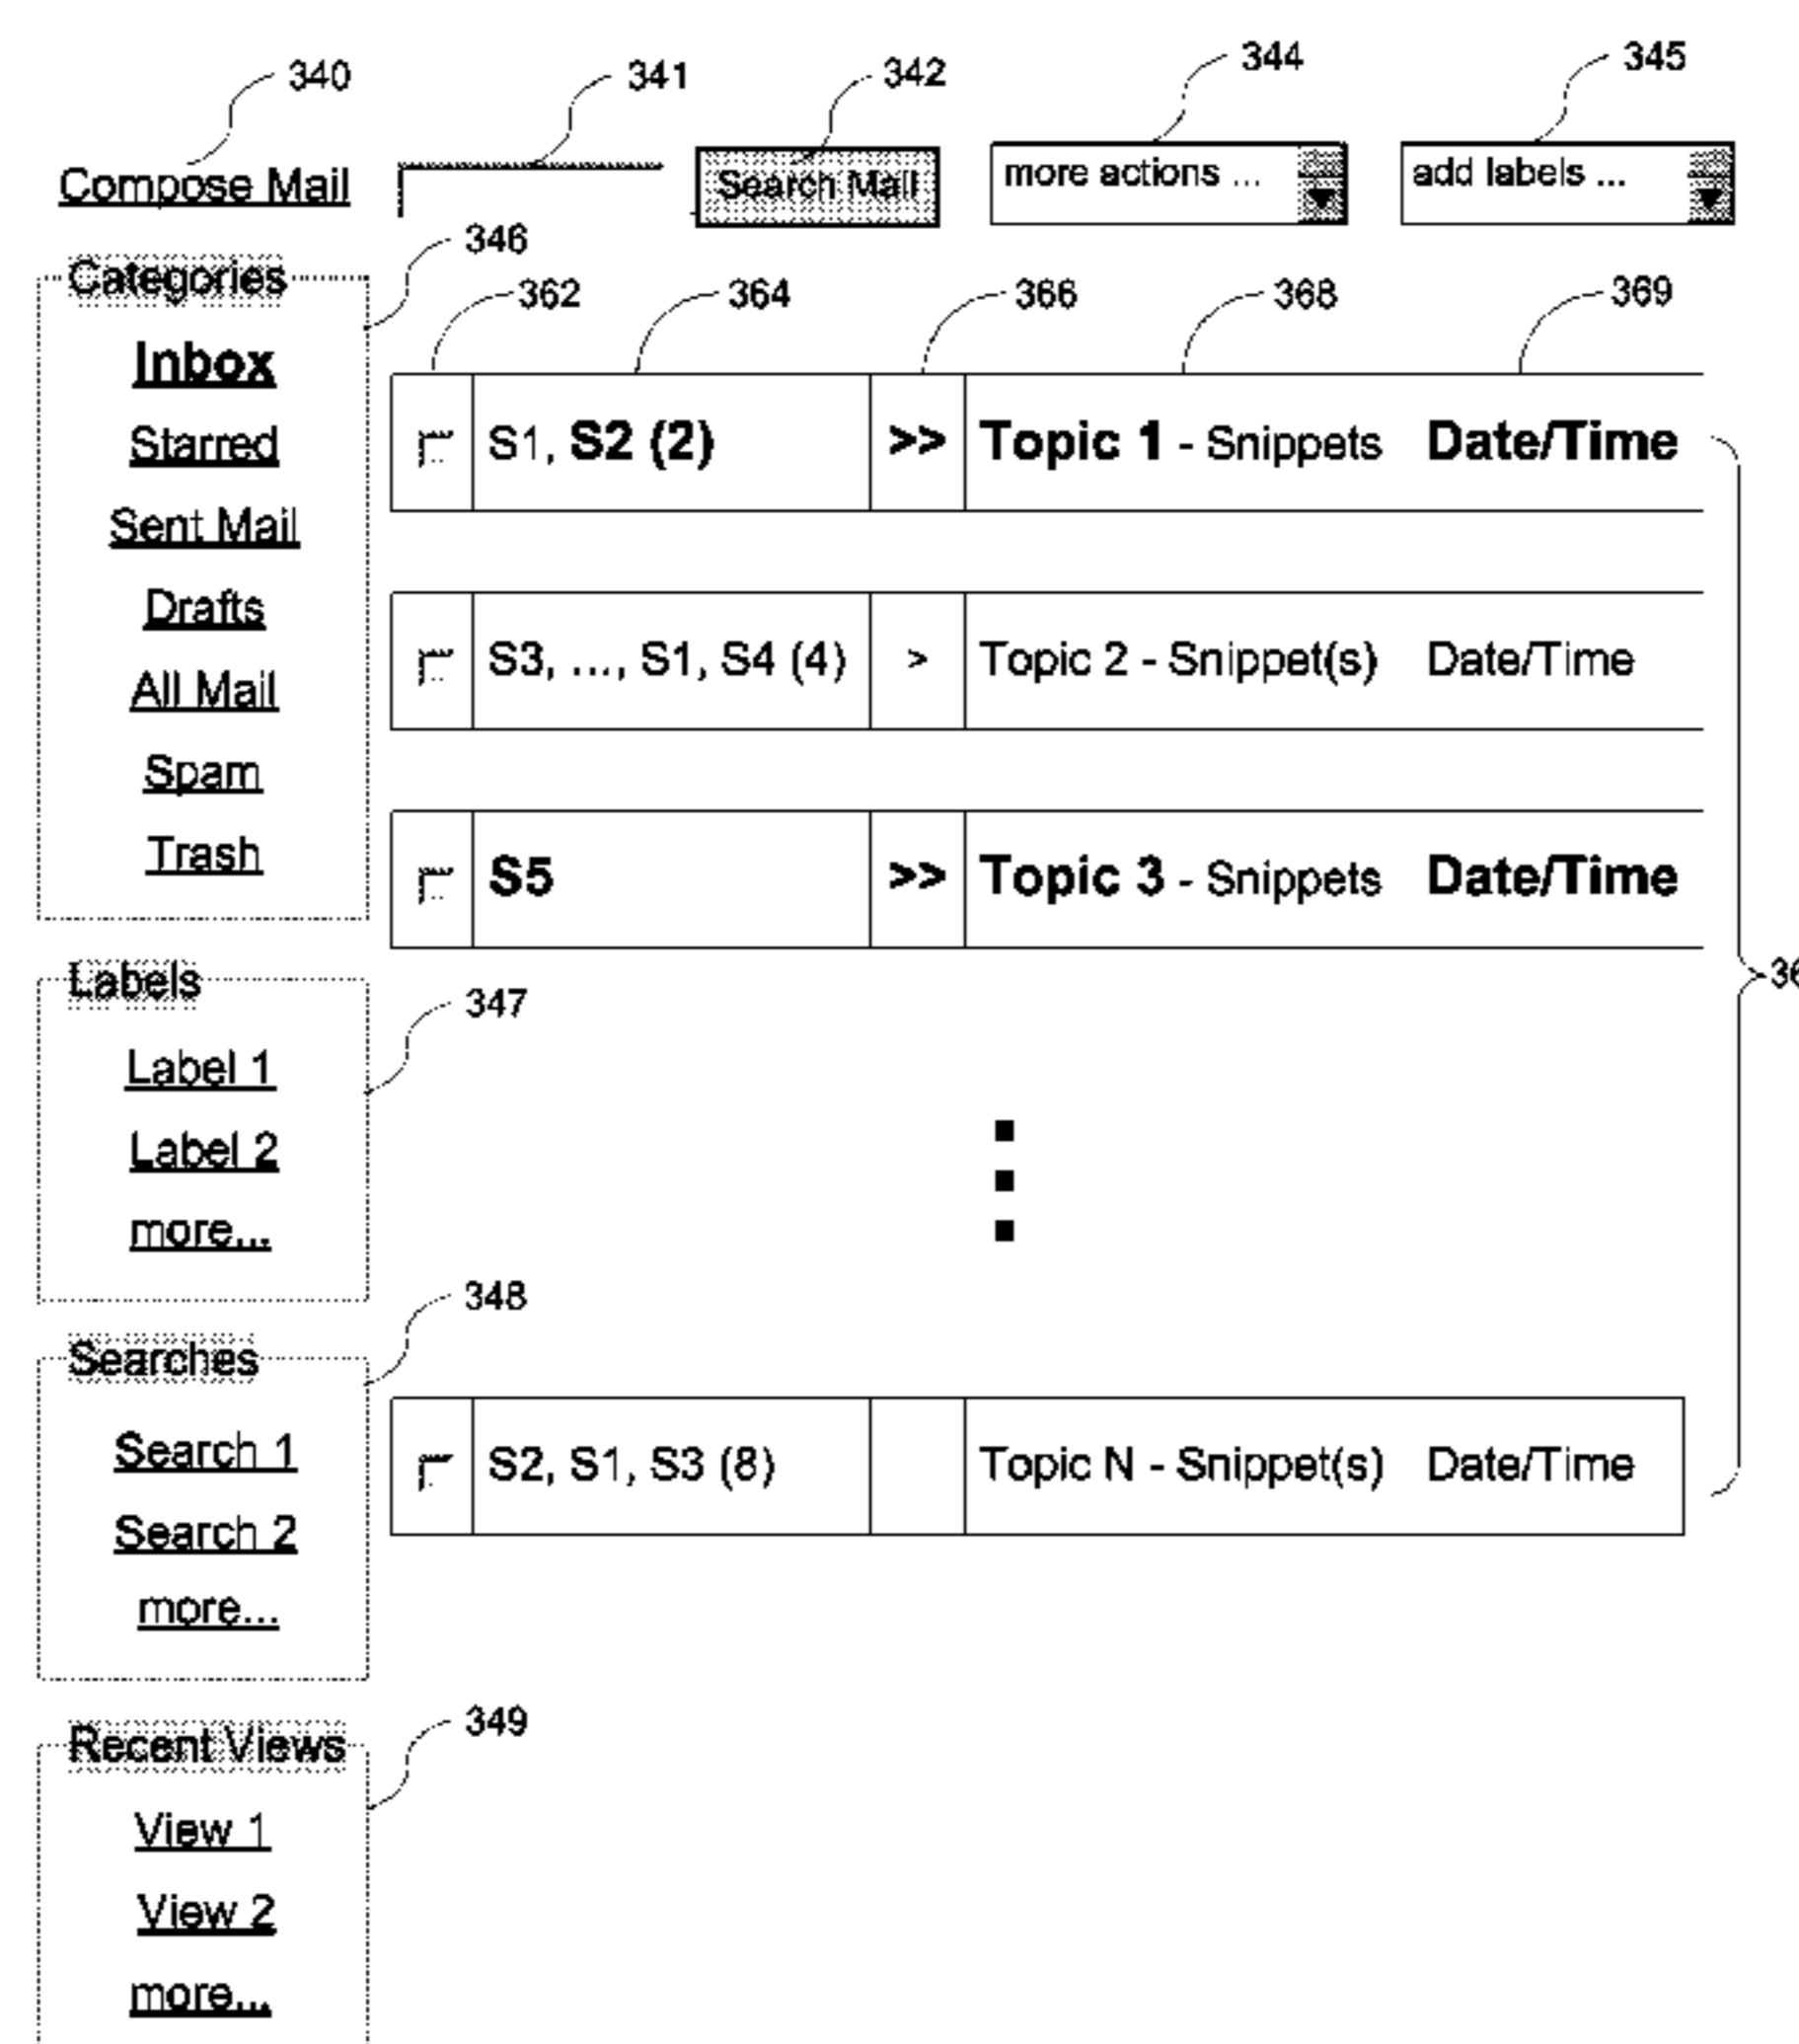 340 341 342 344 345
Compose Mail Search Mail more actions ... add labels ...
346
Categories
362 364 366 368 369
Inbox
Starred
Sent Mail
Drafts
All Mail
Spam
Trash
S1, S2 (2) >> Topic 1 - Snippets Date/Time
S3, ..., S1, S4 (4) > Topic 2 - Snippet(s) Date/Time
S5 >> Topic 3 - Snippets Date/Time
Labels
347
Label 1
Label 2
more...
348
Searches
Search 1
Search 2
more...
S2, S1, S3 (8) Topic N - Snippet(s) Date/Time
349
Recent Views
View 1
View 2
more...